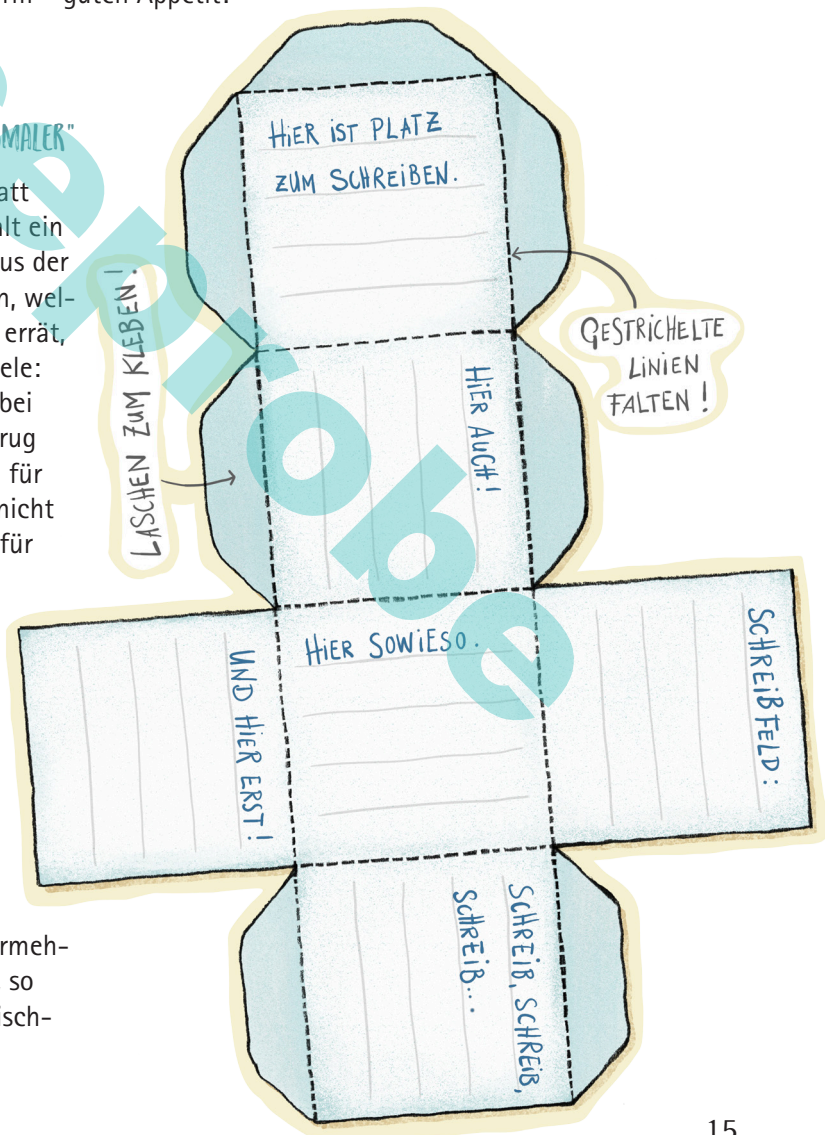 guten Appetit!
MALER"
att
lt ein
us der
n, wel-
errät,
ele:
bei
rug
für
nicht
für
HiER iST PLATZ
ZUM SCHREiBEN.
LASCHEN ZUM KLEBEN!
GESTRICHELTE
LiNiEN
FALTEN!
HiER AUCH!
HiER SOWiESO.
UND HiER ERST!
SCHREiBFELD:
SCHREiB, SCHREiB,
SCHREiB...
rmeh-
so
isch-
15
eprobe